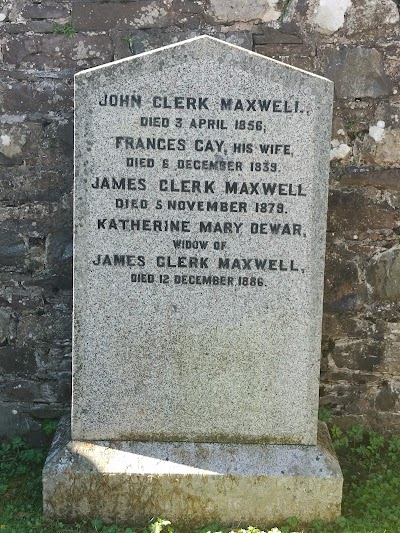 JOHN CLERK MAXWELL,
DIED 3 APRIL 1856;
FRANCES CAY, HIS WIFE,
DIED 6 DECEMBER 1839.
JAMES CLERK MAXWELL
DIED 5 NOVEMBER 1879.
KATHERINE MARY DEWAR,
WIDOW OF
JAMES CLERK MAXWELL,
DIED 12 DECEMBER 1886.